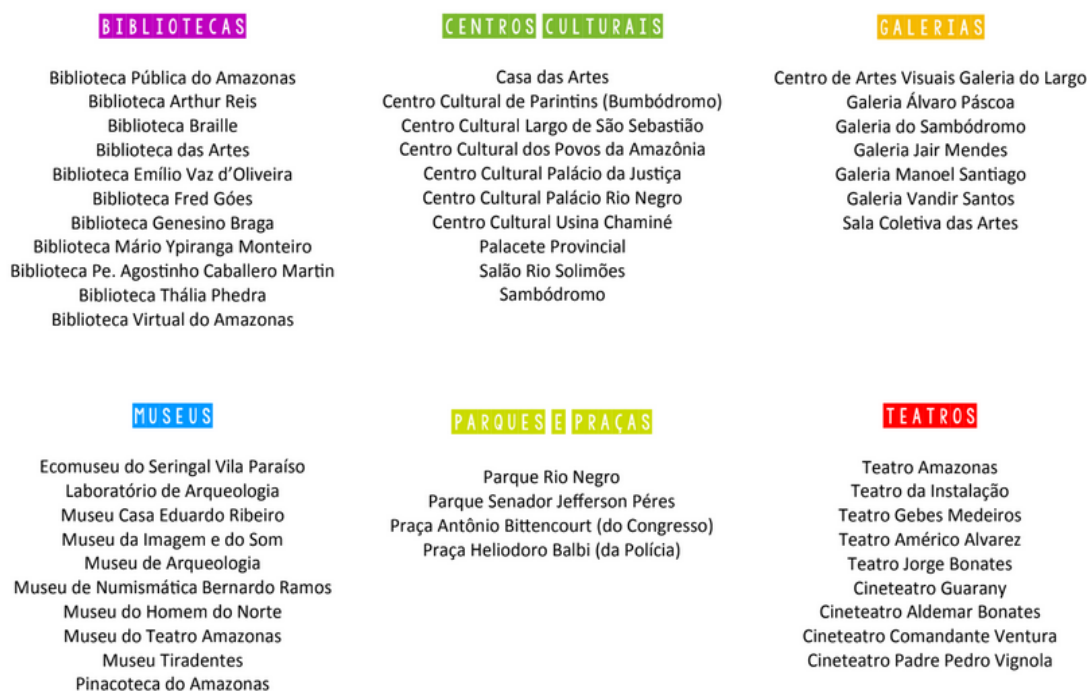 BIBLIOTECAS
Biblioteca Pública do Amazonas
Biblioteca Arthur Reis
Biblioteca Braille
Biblioteca das Artes
Biblioteca Emílio Vaz d’Oliveira
Biblioteca Fred Góes
Biblioteca Genesino Braga
Biblioteca Mário Ypiranga Monteiro
Biblioteca Pe. Agostinho Caballero Martin
Biblioteca Thália Phedra
Biblioteca Virtual do Amazonas
CENTROS CULTURAIS
Casa das Artes
Centro Cultural de Parintins (Bumbódromo)
Centro Cultural Largo de São Sebastião
Centro Cultural dos Povos da Amazônia
Centro Cultural Palácio da Justiça
Centro Cultural Palácio Rio Negro
Centro Cultural Usina Chaminé
Palacete Provincial
Salão Rio Solimões
Sambódromo
GALERIAS
Centro de Artes Visuais Galeria do Largo
Galeria Álvaro Páscoa
Galeria do Sambódromo
Galeria Jair Mendes
Galeria Manoel Santiago
Galeria Vandir Santos
Sala Coletiva das Artes
MUSEUS
Ecomuseu do Seringal Vila Paraíso
Laboratório de Arqueologia
Museu Casa Eduardo Ribeiro
Museu da Imagem e do Som
Museu de Arqueologia
Museu de Numismática Bernardo Ramos
Museu do Homem do Norte
Museu do Teatro Amazonas
Museu Tiradentes
Pinacoteca do Amazonas
PARQUES E PRAÇAS
Parque Rio Negro
Parque Senador Jefferson Péres
Praça Antônio Bittencourt (do Congresso)
Praça Heliodoro Balbi (da Polícia)
TEATROS
Teatro Amazonas
Teatro da Instalação
Teatro Gebes Medeiros
Teatro Américo Alvarez
Teatro Jorge Bonates
Cineteatro Guarany
Cineteatro Aldemar Bonates
Cineteatro Comandante Ventura
Cineteatro Padre Pedro Vignola